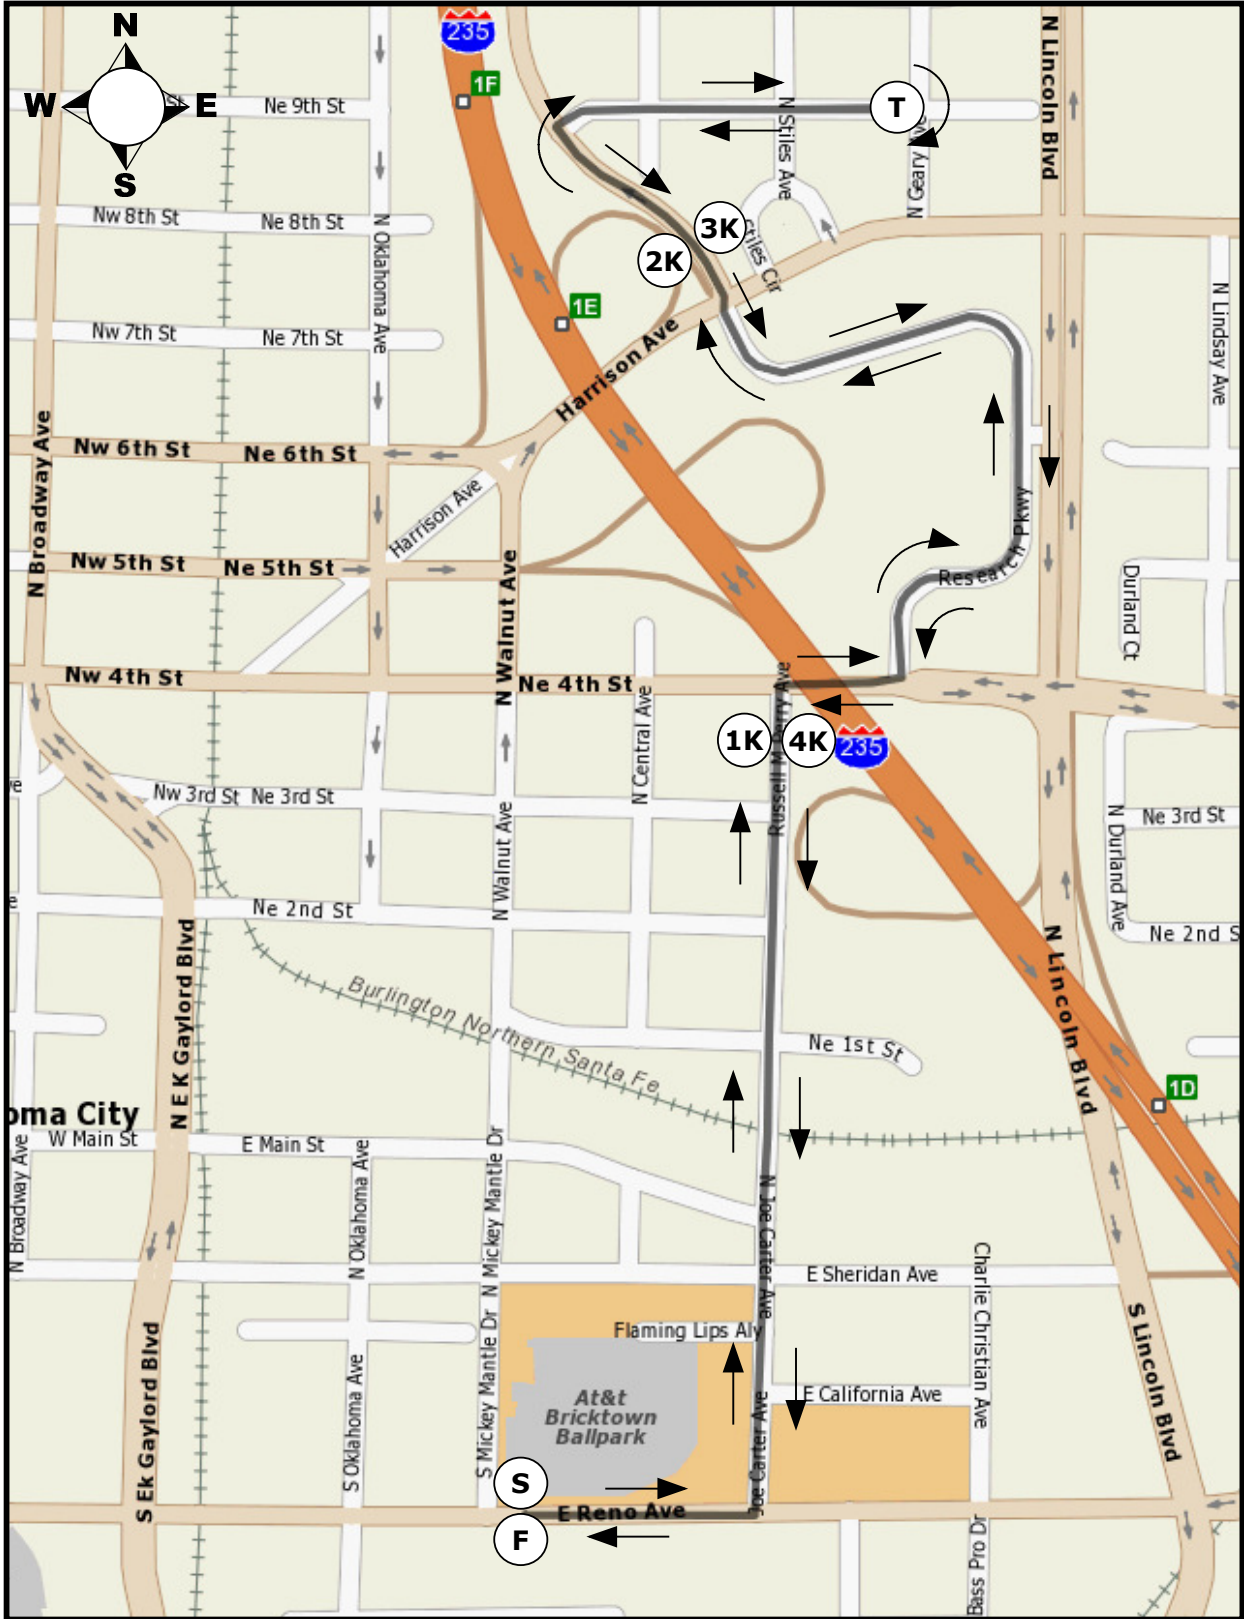 N
235
N Lincoln Blvd
1F
W
St
E
Ne 9th St
T
N Stiles Ave
N Geary Ave
S
Nw 8th St
Ne 8th St
N Oklahoma Ave
3K
Stiles Cir
2K
1E
N Lindsay Ave
Nw 7th St
Ne 7th St
Harrison Ave
N Broadway Ave
Nw 6th St
Ne 6th St
Harrison Ave
Research Pkwy
Nw 5th St
Ne 5th St
N Walnut Ave
Durland Ct
Nw 4th St
Ne 4th St
Russell M Perry Ave
N Central Ave
1K
4K
235
ve
Nw 3rd St
Ne 3rd St
N Walnut Ave
N Durland Ave
Ne 3rd St
e
Ne 2nd St
N E K Gaylord Blvd
N Lincoln Blvd
Ne 2nd S
Burlington Northern Santa Fe
Ne 1st St
1D
oma City
W Main St
E Main St
N Broadway Ave
N Oklahoma Ave
N Mickey Mantle Dr
N Joe Carter Ave
E Sheridan Ave
Charlie Christian Ave
S Lincoln Blvd
Flaming Lips Aly
S Ek Gaylord Blvd
S Oklahoma Ave
S Mickey Mantle Dr
At&t
Bricktown
Ballpark
E California Ave
Joe Carter Ave
S
E Reno Ave
F
Bass Pro Dr